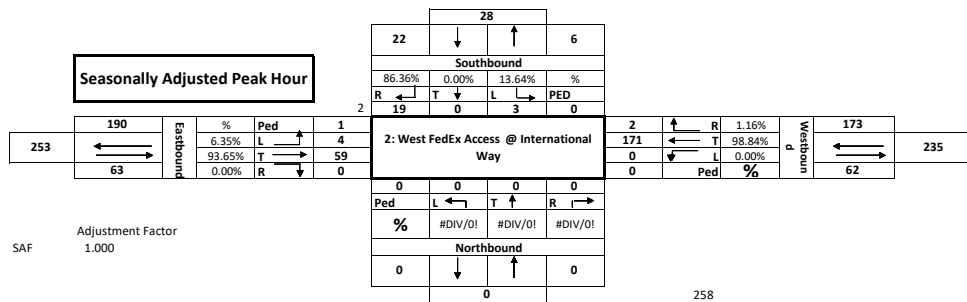 28
22 6
Southbound
86.36% 0.00% 13.64% %
R T L PED
2 19 0 3 0
Seasonally Adjusted Peak Hour
190 Eastbound % Ped 1
253 6.35% L 4
93.65% T 59
63 0.00% R 0
2: West FedEx Access @ International
Way
2 R 1.16% Westboun
d 173
171 T 98.84% 235
0 L 0.00%
Ped % 62
0 0 0 0
Ped L T R
% #DIV/0! #DIV/0! #DIV/0!
Northbound
0 0
0
Adjustment Factor
SAF 1.000
258